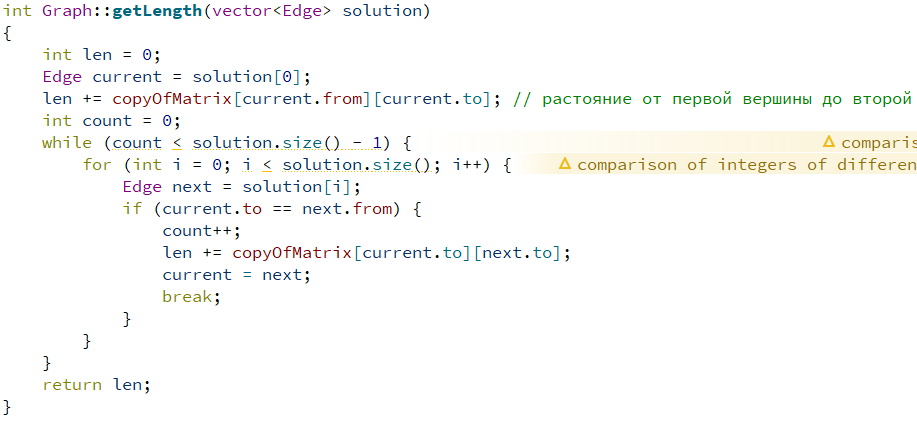 int Graph::getLength(vector<Edge> solution)
{
    int len = 0;
    Edge current = solution[0];
    len += copyOfMatrix[current.from][current.to]; // растояние от первой вершины до второй
    int count = 0;
    while (count < solution.size() - 1) {
        for (int i = 0; i < solution.size(); i++) { comparison of integers of
            Edge next = solution[i];
            if (current.to == next.from) {
                count++;
                len += copyOfMatrix[current.to][next.to];
                current = next;
                break;
            }
        }
    }
    return len;
}